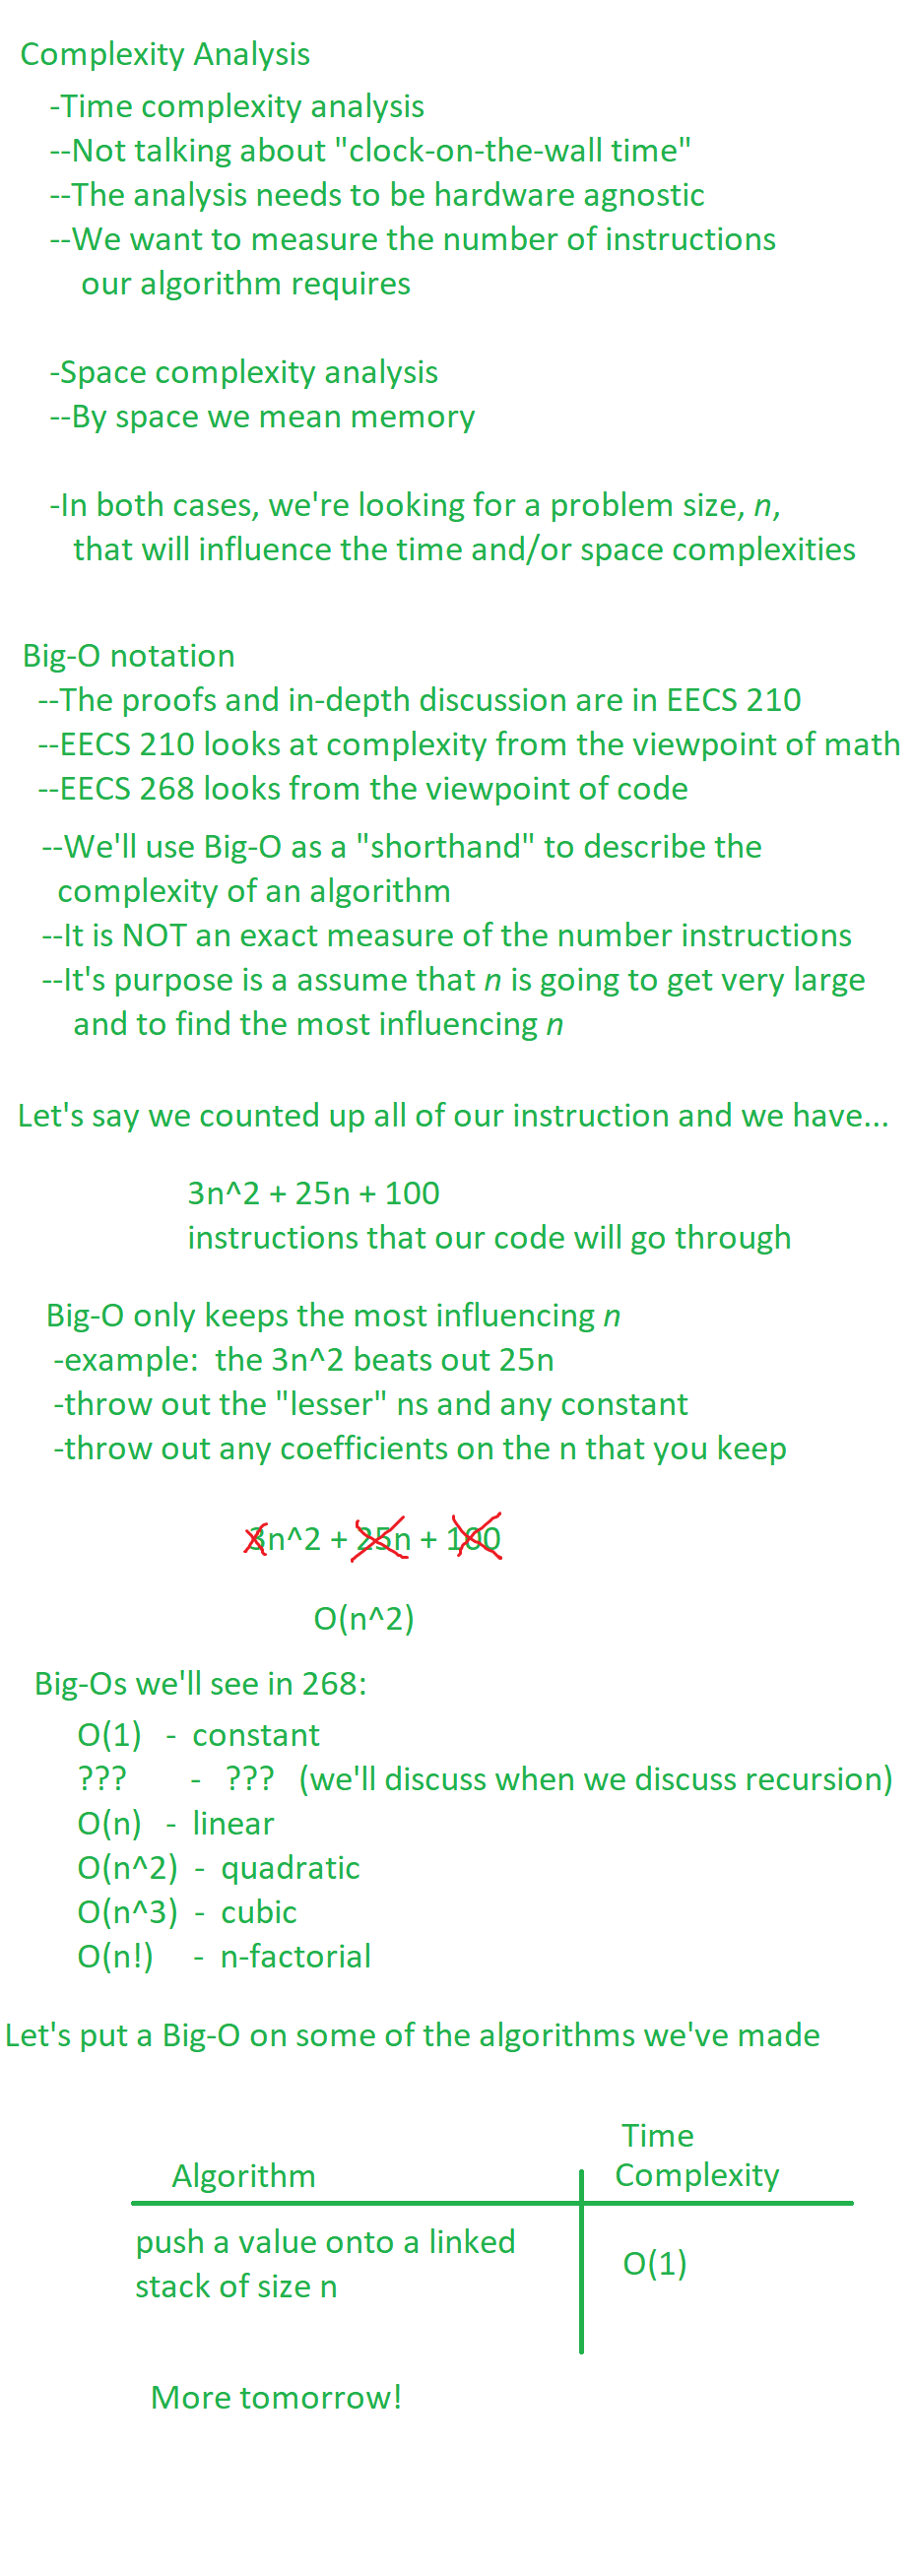 Complexity Analysis
-Time complexity analysis
--Not talking about "clock-on-the-wall time"
--The analysis needs to be hardware agnostic
--We want to measure the number of instructions
our algorithm requires
-Space complexity analysis
--By space we mean memory
-In both cases, we're looking for a problem size, n,
that will influence the time and/or space complexities
Big-O notation
--The proofs and in-depth discussion are in EECS 210
--EECS 210 looks at complexity from the viewpoint of math
--EECS 268 looks from the viewpoint of code
--We'll use Big-O as a "shorthand" to describe the
complexity of an algorithm
--It is NOT an exact measure of the number instructions
--It's purpose is a assume that n is going to get very large
and to find the most influencing n
Let's say we counted up all of our instruction and we have...
3n^2 + 25n + 100
instructions that our code will go through
Big-O only keeps the most influencing n
-example:  the 3n^2 beats out 25n
-throw out the "lesser" ns and any constant
-throw out any coefficients on the n that you keep
3n^2 + 25n + 100
O(n^2)
Big-Os we'll see in 268:
O(1)   -  constant
???   -   ???   (we'll discuss when we discuss recursion)
O(n)   -  linear
O(n^2)  -  quadratic
O(n^3)  -  cubic
O(n!)   -  n-factorial
Let's put a Big-O on some of the algorithms we've made
Time
Algorithm   Complexity
push a value onto a linked
stack of size n   O(1)
More tomorrow!